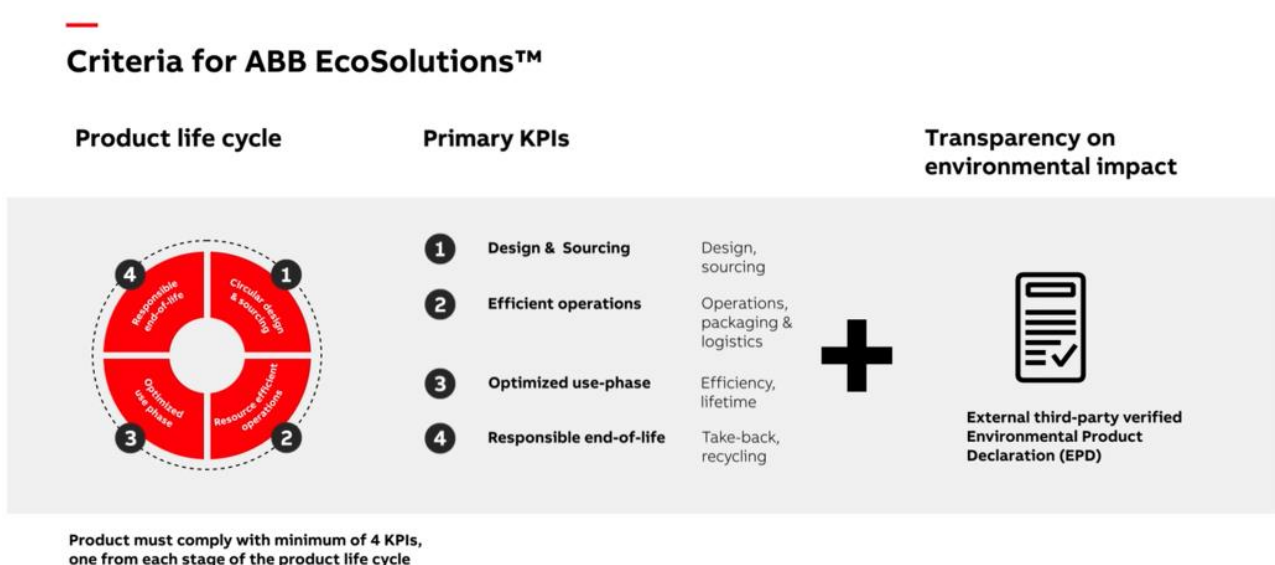 Criteria for ABB EcoSolutions™
Product life cycle
Primary KPIs
Transparency on
environmental impact
4
Responsible
end-of-life
1
Circular design
& sourcing
3
Optimized
use phase
2
Resource efficient
operations
1
Design & Sourcing
Design,
sourcing
2
Efficient operations
Operations,
packaging &
logistics
3
Optimized use-phase
Efficiency,
lifetime
4
Responsible end-of-life
Take-back,
recycling
External third-party verified
Environmental Product
Declaration (EPD)
Product must comply with minimum of 4 KPIs,
one from each stage of the product life cycle